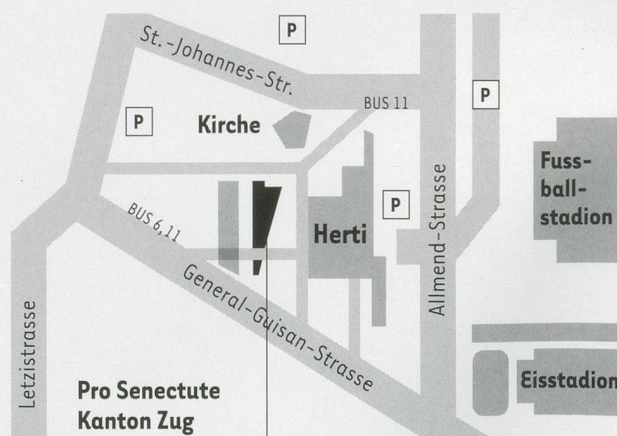 P
St.-Johannes-Str.
P
BUS 11
P
Kirche
Fuss-
ball-
stadion
P
BUS 6,11
Herti
Allmend-Strasse
General-Guisan-Strasse
Letzistrasse
Eisstadion
Pro Senectute
Kanton Zug